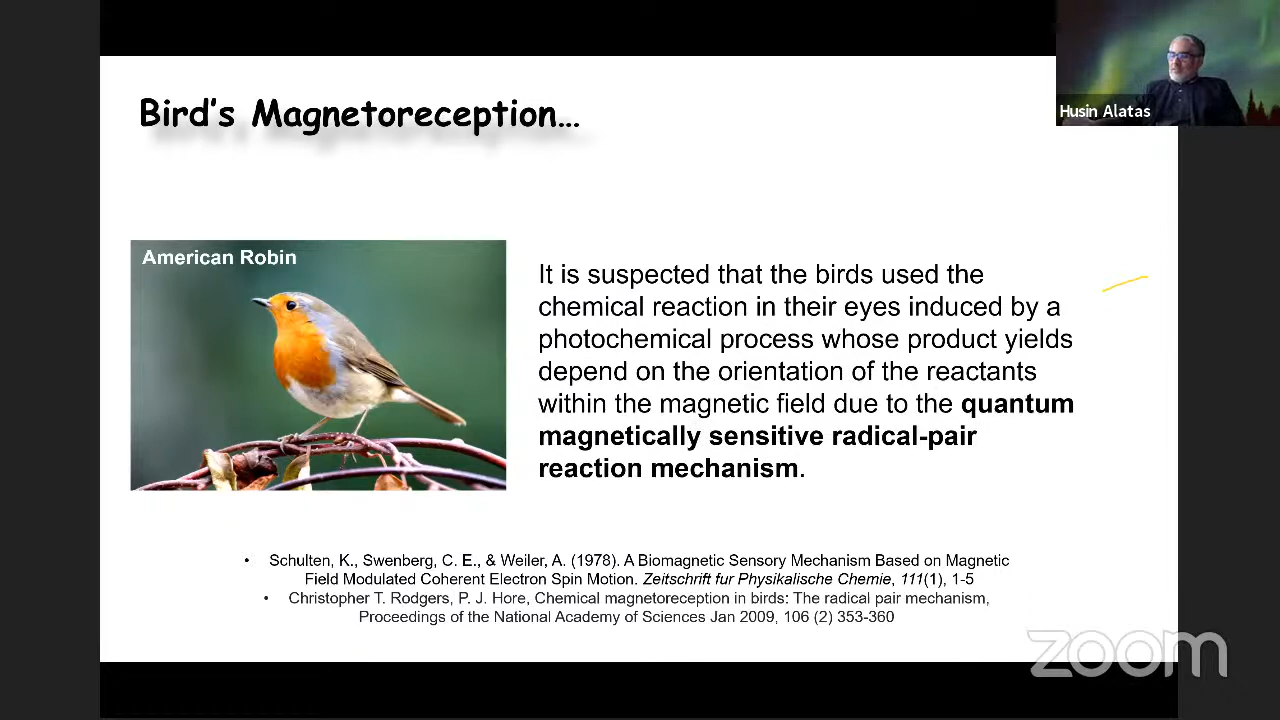 Bird's Magnetoreception…
Husin Alatas
American Robin
It is suspected that the birds used the
chemical reaction in their eyes induced by a
photochemical process whose product yields
depend on the orientation of the reactants
within the magnetic field due to the quantum
magnetically sensitive radical-pair
reaction mechanism.
• Schulten, K., Swenberg, C. E., & Weiler, A. (1978). A Biomagnetic Sensory Mechanism Based on Magnetic
Field Modulated Coherent Electron Spin Motion. Zeitschrift fur Physikalische Chemie, 111(1), 1-5
• Christopher T. Rodgers, P. J. Hore, Chemical magnetoreception in birds: The radical pair mechanism,
Proceedings of the National Academy of Sciences Jan 2009, 106 (2) 353-360
zoom